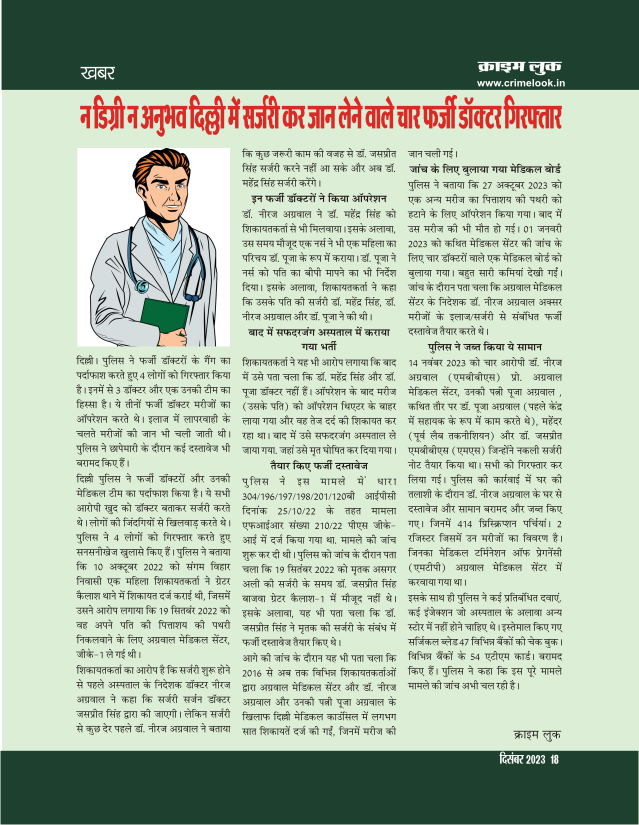 खबर
क्राइम लुक
www.crimelook.in
न डिग्री न अनुभव दिल्ली में सर्जरी कर जान लेने वाले चार फर्जी डॉक्टर गिरफ्तार
दिल्ली। पुलिस ने फर्जी डॉक्टरों के गैंग का
पर्दाफाश करते हुए 4 लोगों को गिरफ्तार किया
है। इनमें से 3 डॉक्टर और एक उनकी टीम का
हिस्सा है। ये तीनों फर्जी डॉक्टर मरीजों का
ऑपरेशन करते थे। इलाज में लापरवाही के
चलते मरीजों की जान भी चली जाती थी।
पुलिस ने छापेमारी के दौरान कई दस्तावेज भी
बरामद किए हैं।
दिल्ली पुलिस ने फर्जी डॉक्टरों और उनकी
मेडिकल टीम का पर्दाफाश किया है। ये सभी
आरोपी खुद को डॉक्टर बताकर सर्जरी करते
थे। लोगों की जिंदगियों से खिलवाड़ करते थे।
पुलिस ने 4 लोगों को गिरफ्तार करते हुए
सनसनीखेज खुलासे किए हैं। पुलिस ने बताया
कि 10 अक्टूबर 2022 को संगम विहार
निवासी एक महिला शिकायतकर्ता ने ग्रेटर
कैलाश थाने में शिकायत दर्ज कराई थी, जिसमें
उसने आरोप लगाया कि 19 सितंबर 2022 को
वह अपने पति की पित्ताशय की पथरी
निकलवाने के लिए अग्रवाल मेडिकल सेंटर,
जीके-1 ले गई थी।
शिकायतकर्ता का आरोप है कि सर्जरी शुरू होने
से पहले अस्पताल के निदेशक डॉक्टर नीरज
अग्रवाल ने कहा कि सर्जरी सर्जन डॉक्टर
जसप्रीत सिंह द्वारा की जाएगी। लेकिन सर्जरी
से कुछ देर पहले डॉ. नीरज अग्रवाल ने बताया
कि कुछ जरूरी काम की वजह से डॉ. जसप्रीत
सिंह सर्जरी करने नहीं आ सके और अब डॉ.
महेंद्र सिंह सर्जरी करेंगे।
इन फर्जी डॉक्टरों ने किया ऑपरेशन
डॉ. नीरज अग्रवाल ने डॉ. महेंद्र सिंह को
शिकायतकर्ता से भी मिलवाया। इसके अलावा,
उस समय मौजूद एक नर्स ने भी एक महिला का
परिचय डॉ. पूजा के रूप में कराया। डॉ. पूजा ने
नर्स को पति का बीपी मापने का भी निर्देश
दिया। इसके अलावा, शिकायतकर्ता ने कहा
कि उसके पति की सर्जरी डॉ. महेंद्र सिंह, डॉ.
नीरज अग्रवाल और डॉ. पूजा ने की थी।
बाद में सफदरजंग अस्पताल में कराया
गया भर्ती
शिकायतकर्ता ने यह भी आरोप लगाया कि बाद
में उसे पता चला कि डॉ. महेंद्र सिंह और डॉ.
पूजा डॉक्टर नहीं हैं। ऑपरेशन के बाद मरीज
(उसके पति) को ऑपरेशन थिएटर के बाहर
लाया गया और वह तेज दर्द की शिकायत कर
रहा था। बाद में उसे सफदरजंग अस्पताल ले
जाया गया. जहां उसे मृत घोषित कर दिया गया।
तैयार किए फर्जी दस्तावेज
पुलिस ने इस मामले में धारा
304/196/197/198/201/120बी आईपीसी
दिनांक 25/10/22 के तहत मामला
एफआईआर संख्या 210/22 पीएस जीके-
आई में दर्ज किया गया था. मामले की जांच
शुरू कर दी थी। पुलिस को जांच के दौरान पता
चला कि 19 सितंबर 2022 को मृतक असगर
अली की सर्जरी के समय डॉ. जसप्रीत सिंह
बाजवा ग्रेटर कैलाश-1 में मौजूद नहीं थे।
इसके अलावा, यह भी पता चला कि डॉ.
जसप्रीत सिंह ने मृतक की सर्जरी के संबंध में
फर्जी दस्तावेज तैयार किए थे।
आगे की जांच के दौरान यह भी पता चला कि
2016 से अब तक विभिन्न शिकायतकर्ताओं
द्वारा अग्रवाल मेडिकल सेंटर और डॉ. नीरज
अग्रवाल और उनकी पत्नी पूजा अग्रवाल के
खिलाफ दिल्ली मेडिकल काउंसिल में लगभग
सात शिकायतें दर्ज की गईं, जिनमें मरीज की
जान चली गई।
जांच के लिए बुलाया गया मेडिकल बोर्ड
पुलिस ने बताया कि 27 अक्टूबर 2023 को
एक अन्य मरीज का पित्ताशय की पथरी को
हटाने के लिए ऑपरेशन किया गया। बाद में
उस मरीज की भी मौत हो गई। 01 जनवरी
2023 को कथित मेडिकल सेंटर की जांच के
लिए चार डॉक्टरों वाले एक मेडिकल बोर्ड को
बुलाया गया। बहुत सारी कमियां देखी गईं।
जांच के दौरान पता चला कि अग्रवाल मेडिकल
सेंटर के निदेशक डॉ. नीरज अग्रवाल अक्सर
मरीजों के इलाज/सर्जरी से संबंधित फर्जी
दस्तावेज तैयार करते थे।
पुलिस ने जब्त किया ये सामान
14 नवंबर 2023 को चार आरोपी डॉ. नीरज
अग्रवाल (एमबीबीएस) प्रो. अग्रवाल
मेडिकल सेंटर, उनकी पत्नी पूजा अग्रवाल ,
कथित तौर पर डॉ. पूजा अग्रवाल (पहले केंद्र
में सहायक के रूप में काम करते थे), महेंदर
(पूर्व लैब तकनीशियन) और डॉ. जसप्रीत
एमबीबीएस (एमएस) जिन्होंने नकली सर्जरी
नोट तैयार किया था। सभी को गिरफ्तार कर
लिया गई। पुलिस की कार्रवाई में घर की
तलाशी के दौरान डॉ. नीरज अग्रवाल के घर से
दस्तावेज और सामान बरामद और जब्त किए
गए। जिनमें 414 प्रिस्क्रिप्शन पर्चियां। 2
रजिस्टर जिसमें उन मरीजों का विवरण है।
जिनका मेडिकल टर्मिनेशन ऑफ प्रेगनेंसी
(एमटीपी) अग्रवाल मेडिकल सेंटर में
करवाया गया था।
इसके साथ ही पुलिस ने कई प्रतिबंधित दवाएं,
कई इंजेक्शन जो अस्पताल के अलावा अन्य
स्टोर में नहीं होने चाहिए थे। इस्तेमाल किए गए
सर्जिकल ब्लेड 47 विभिन्न बैंकों की चेक बुक।
विभिन्न बैंकों के 54 एटीएम कार्ड। बरामद
किए हैं। पुलिस ने कहा कि इस पूरे मामले
मामले की जांच अभी चल रही है।
क्राइम लुक
दिसंबर 2023 18